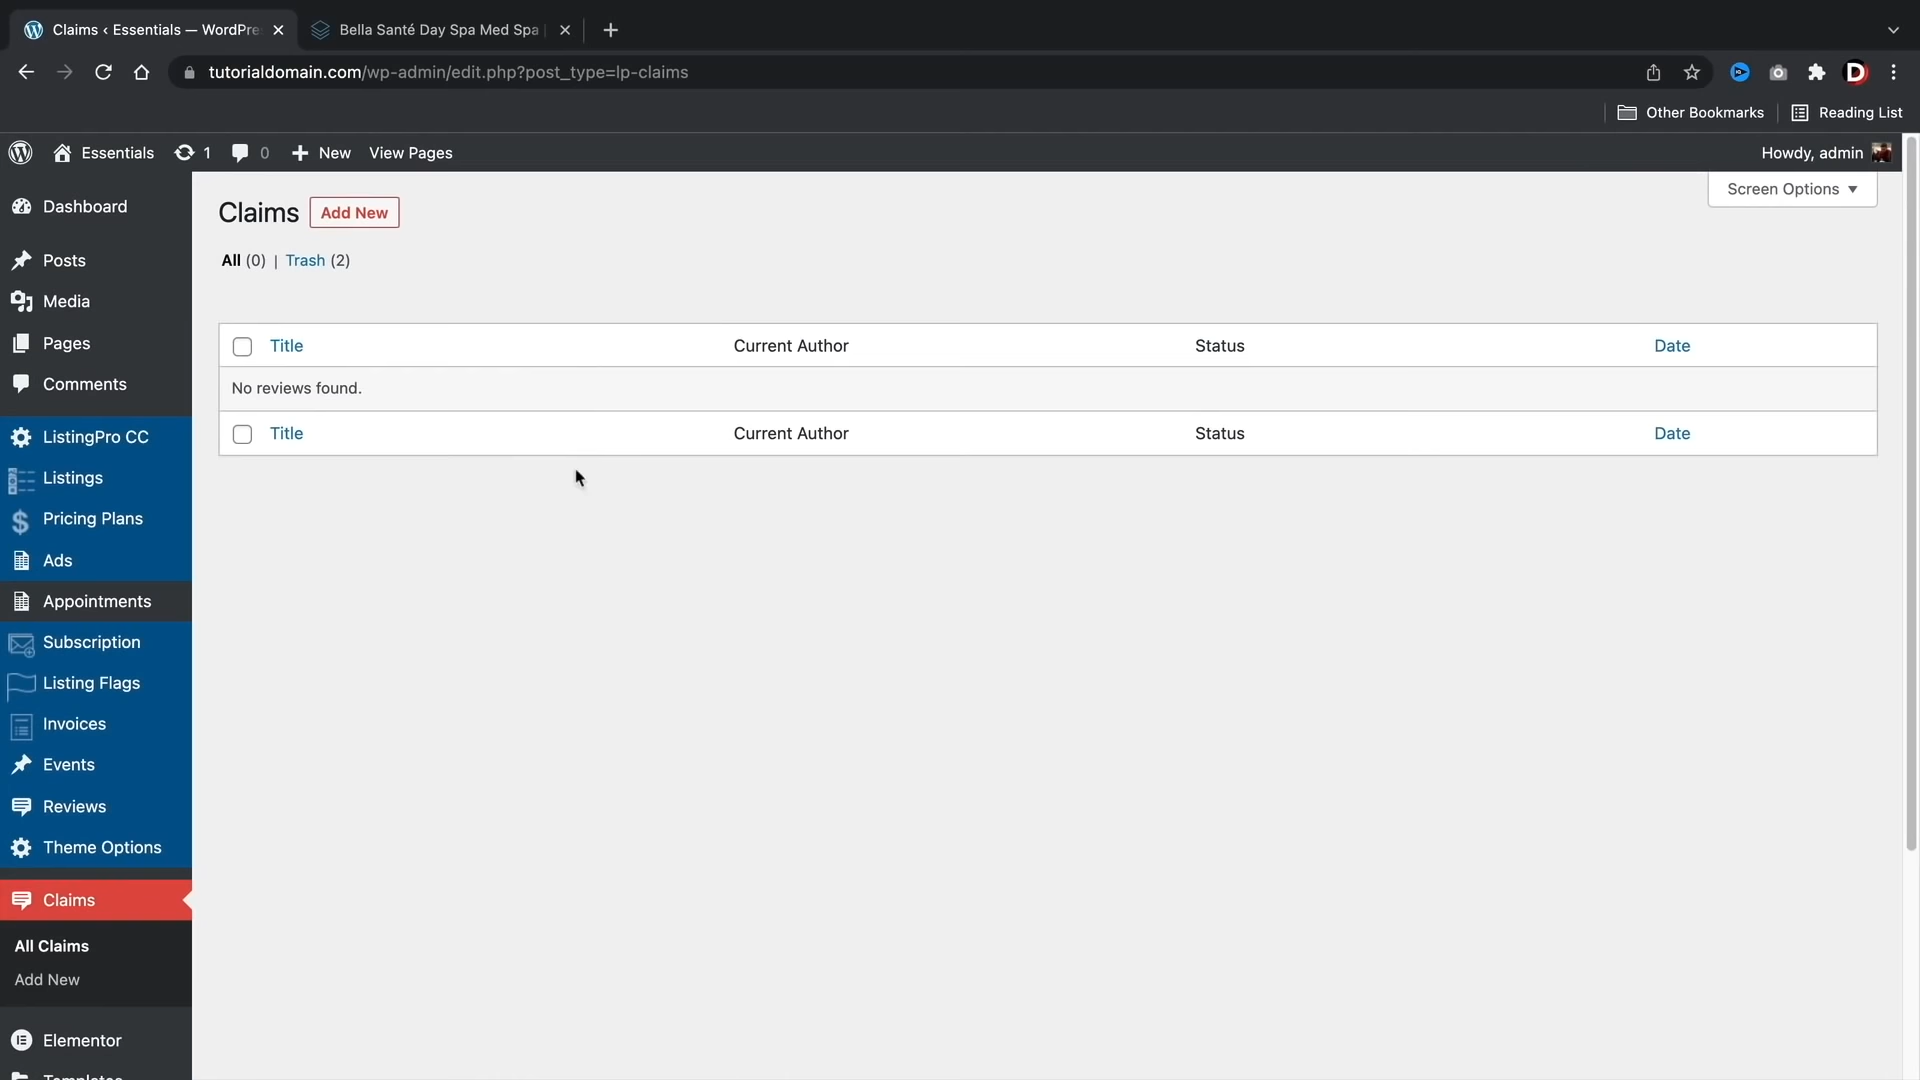 Claims ‹ Essentials — WordPre
Bella Santé Day Spa Med Spa
tutorialdomain.com/wp-admin/edit.php?post_type=lp-claims
Other Bookmarks
Reading List
Essentials
1
0
New
View Pages
Howdy, admin
Dashboard
Posts
Media
Pages
Comments
ListingPro CC
Listings
Pricing Plans
Ads
Appointments
Subscription
Listing Flags
Invoices
Events
Reviews
Theme Options
Claims
All Claims
Add New
Elementor
Templates
Claims
Add New
Screen Options
All (0) | Trash (2)
Title Current Author Status Date
No reviews found.
Title Current Author Status Date